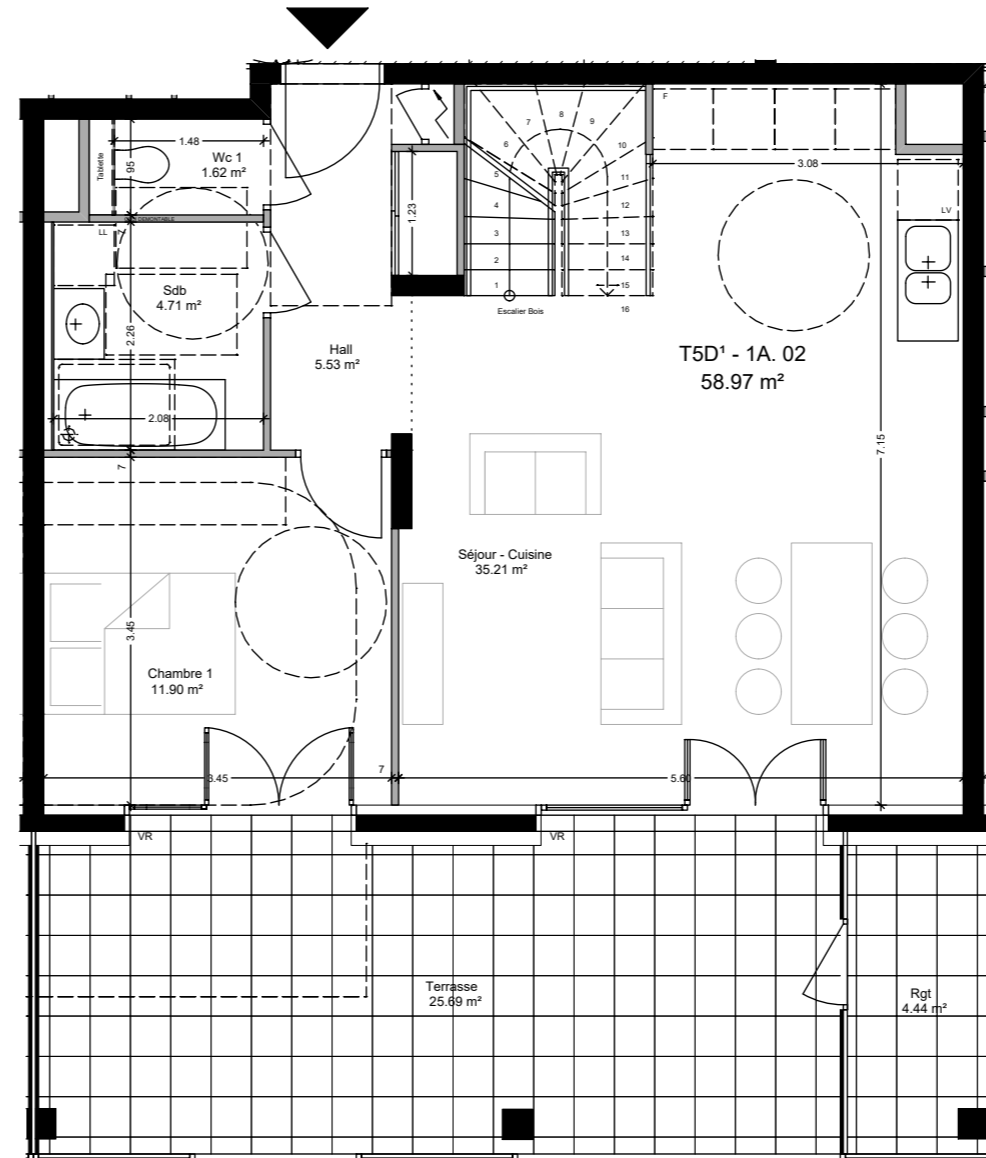 F
1.48
Wc 1
1.62 m²
Tablette
95
DEMONTABLE
LL
7
Sdb
4.71 m²
2.26
2.08
7
Hall
5.53 m²
1.23
1
2
3
4
5
6
7
8
9
10
11
12
13
14
15
16
Escalier Bois
3.08
LV
T5D¹ - 1A. 02
58.97 m²
7.15
Séjour - Cuisine
35.21 m²
3.45
Chambre 1
11.90 m²
3.45
7
5.60
VR
VR
Terrasse
25.69 m²
Rgt
4.44 m²